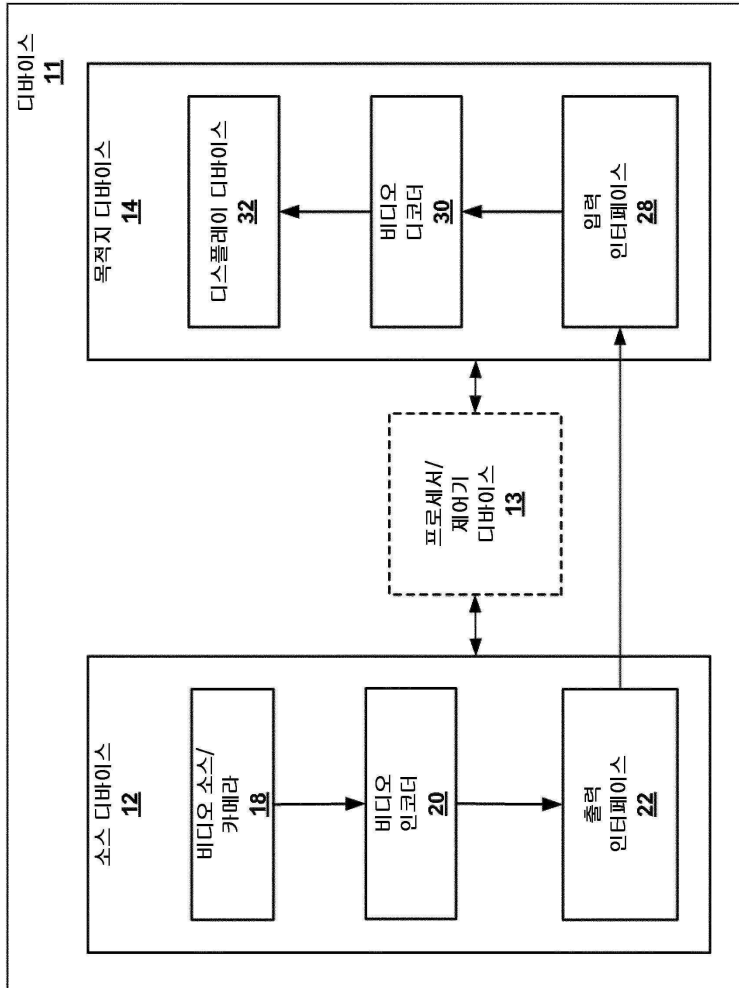 디바이스
11
소스 디바이스
12
비디오 소스/
카메라
18
비디오
인코더
20
출력
인터페이스
22
프로세서/
제어기
디바이스
13
목적지 디바이스
14
디스플레이 디바이스
32
비디오
디코더
30
입력
인터페이스
28